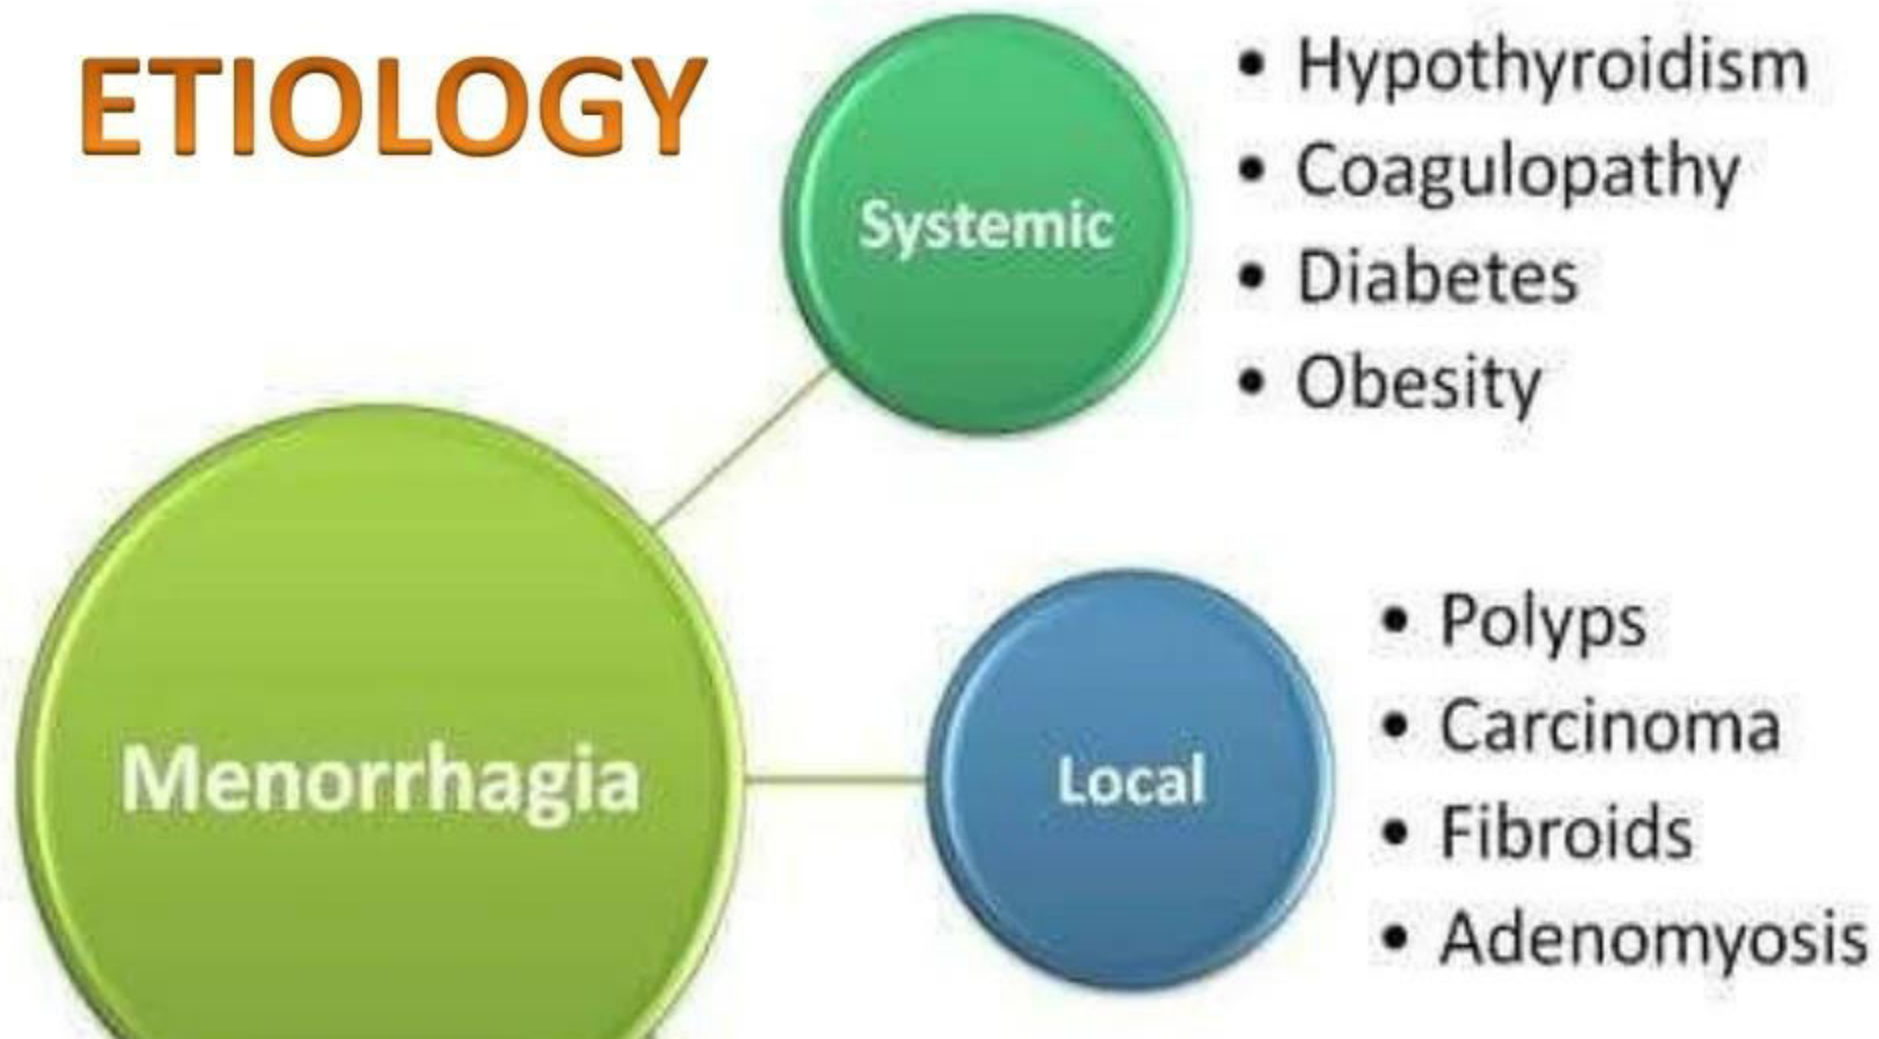 ETIOLOGY
Systemic
• Hypothyroidism
• Coagulopathy
• Diabetes
• Obesity
Menorrhagia
Local
• Polyps
• Carcinoma
• Fibroids
• Adenomyosis